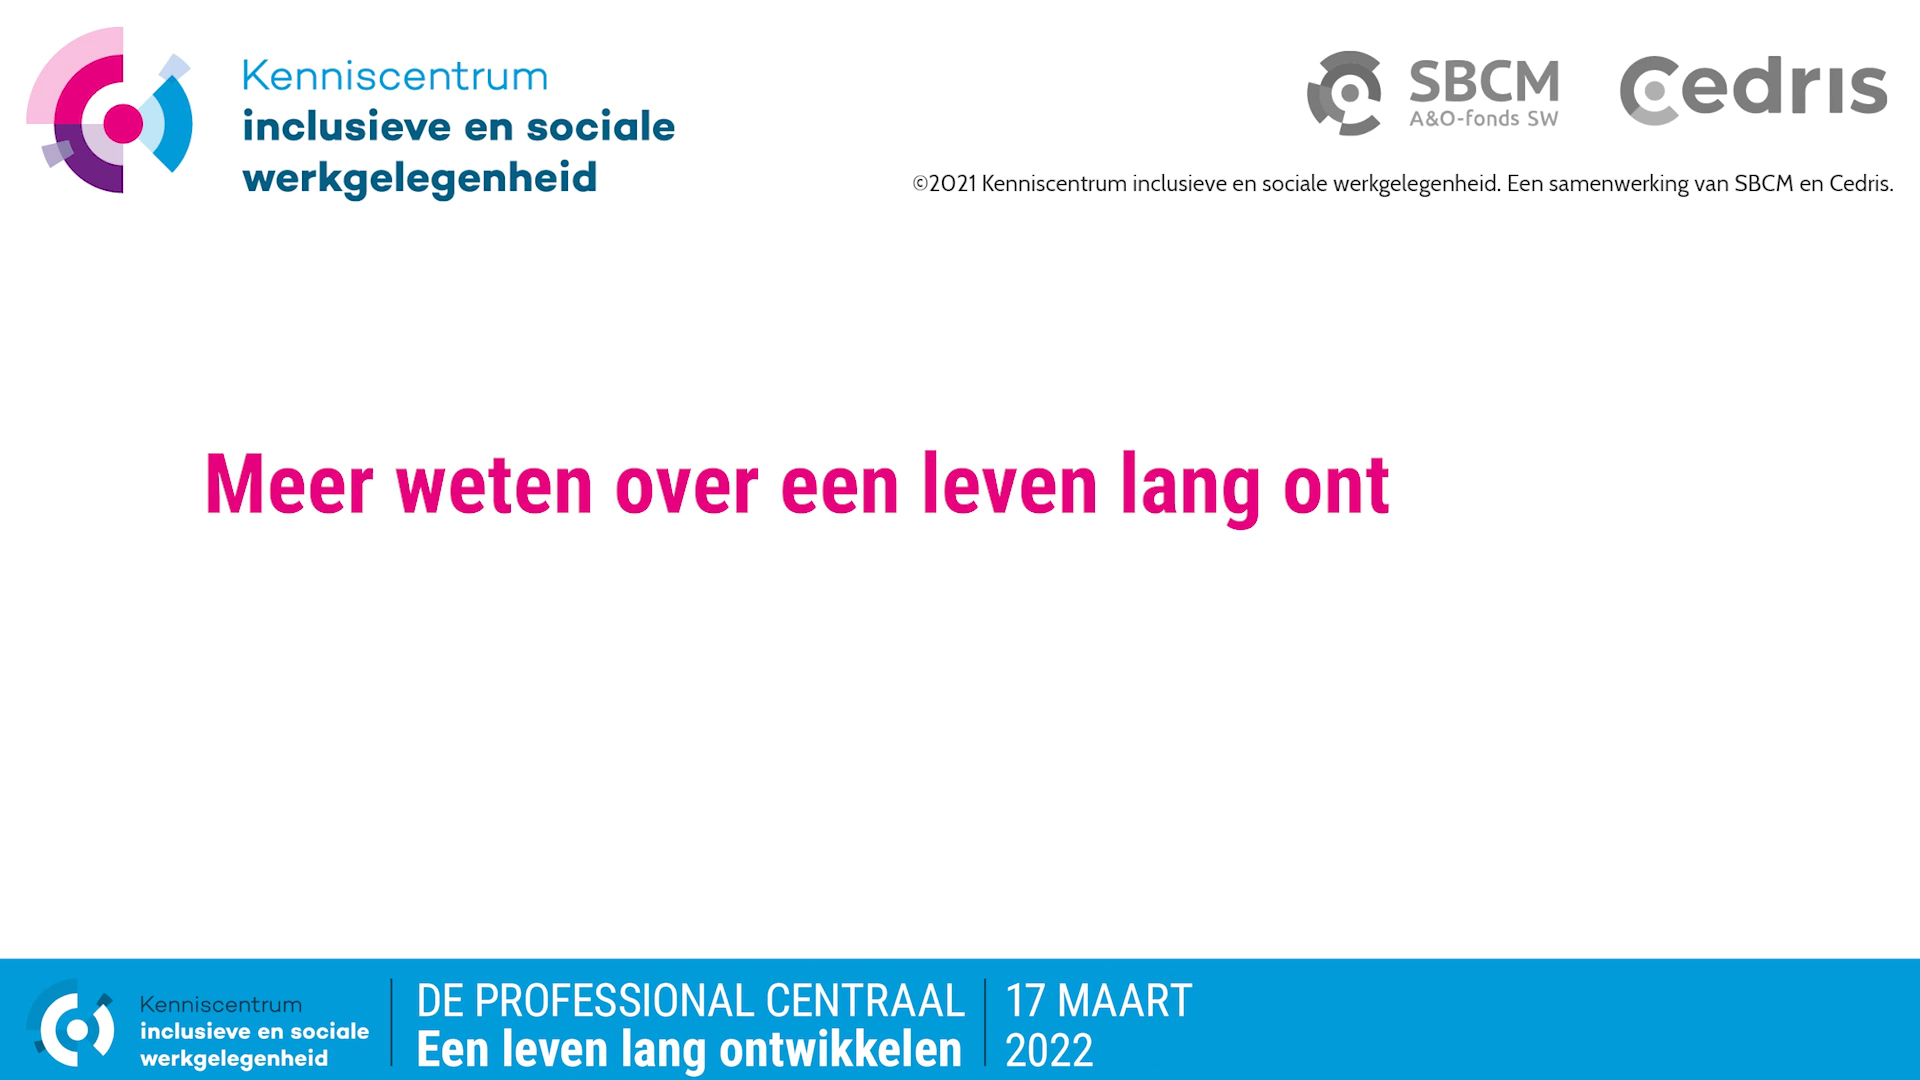 Kenniscentrum
inclusieve en sociale
werkgelegenheid
SBCM
A&O-fonds SW
Cedris
©2021 Kenniscentrum inclusieve en sociale werkgelegenheid. Een samenwerking van SBCM en Cedris.
Meer weten over een leven lang ont
Kenniscentrum
inclusieve en sociale
werkgelegenheid
DE PROFESSIONAL CENTRAAL
Een leven lang ontwikkelen
17 MAART
2022